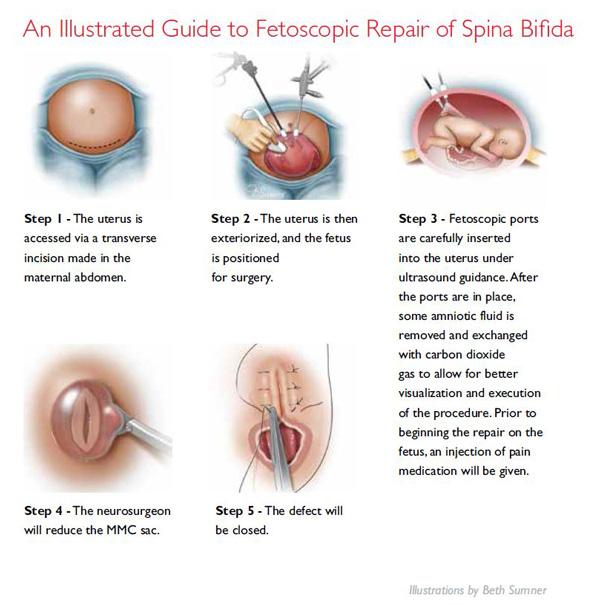 An Illustrated Guide to Fetoscopic Repair of Spina Bifida
Step 1 - The uterus is
accessed via a transverse
incision made in the
maternal abdomen.
Step 2 - The uterus is then
exteriorized, and the fetus
is positioned
for surgery.
Step 3 - Fetoscopic ports
are carefully inserted
into the uterus under
ultrasound guidance. After
the ports are in place,
some amniotic fluid is
removed and exchanged
with carbon dioxide
gas to allow for better
visualization and execution
of the procedure. Prior to
beginning the repair on the
fetus, an injection of pain
medication will be given.
Step 4 - The neurosurgeon
will reduce the MMC sac.
Step 5 - The defect will
be closed.
Illustrations by Beth Sumner